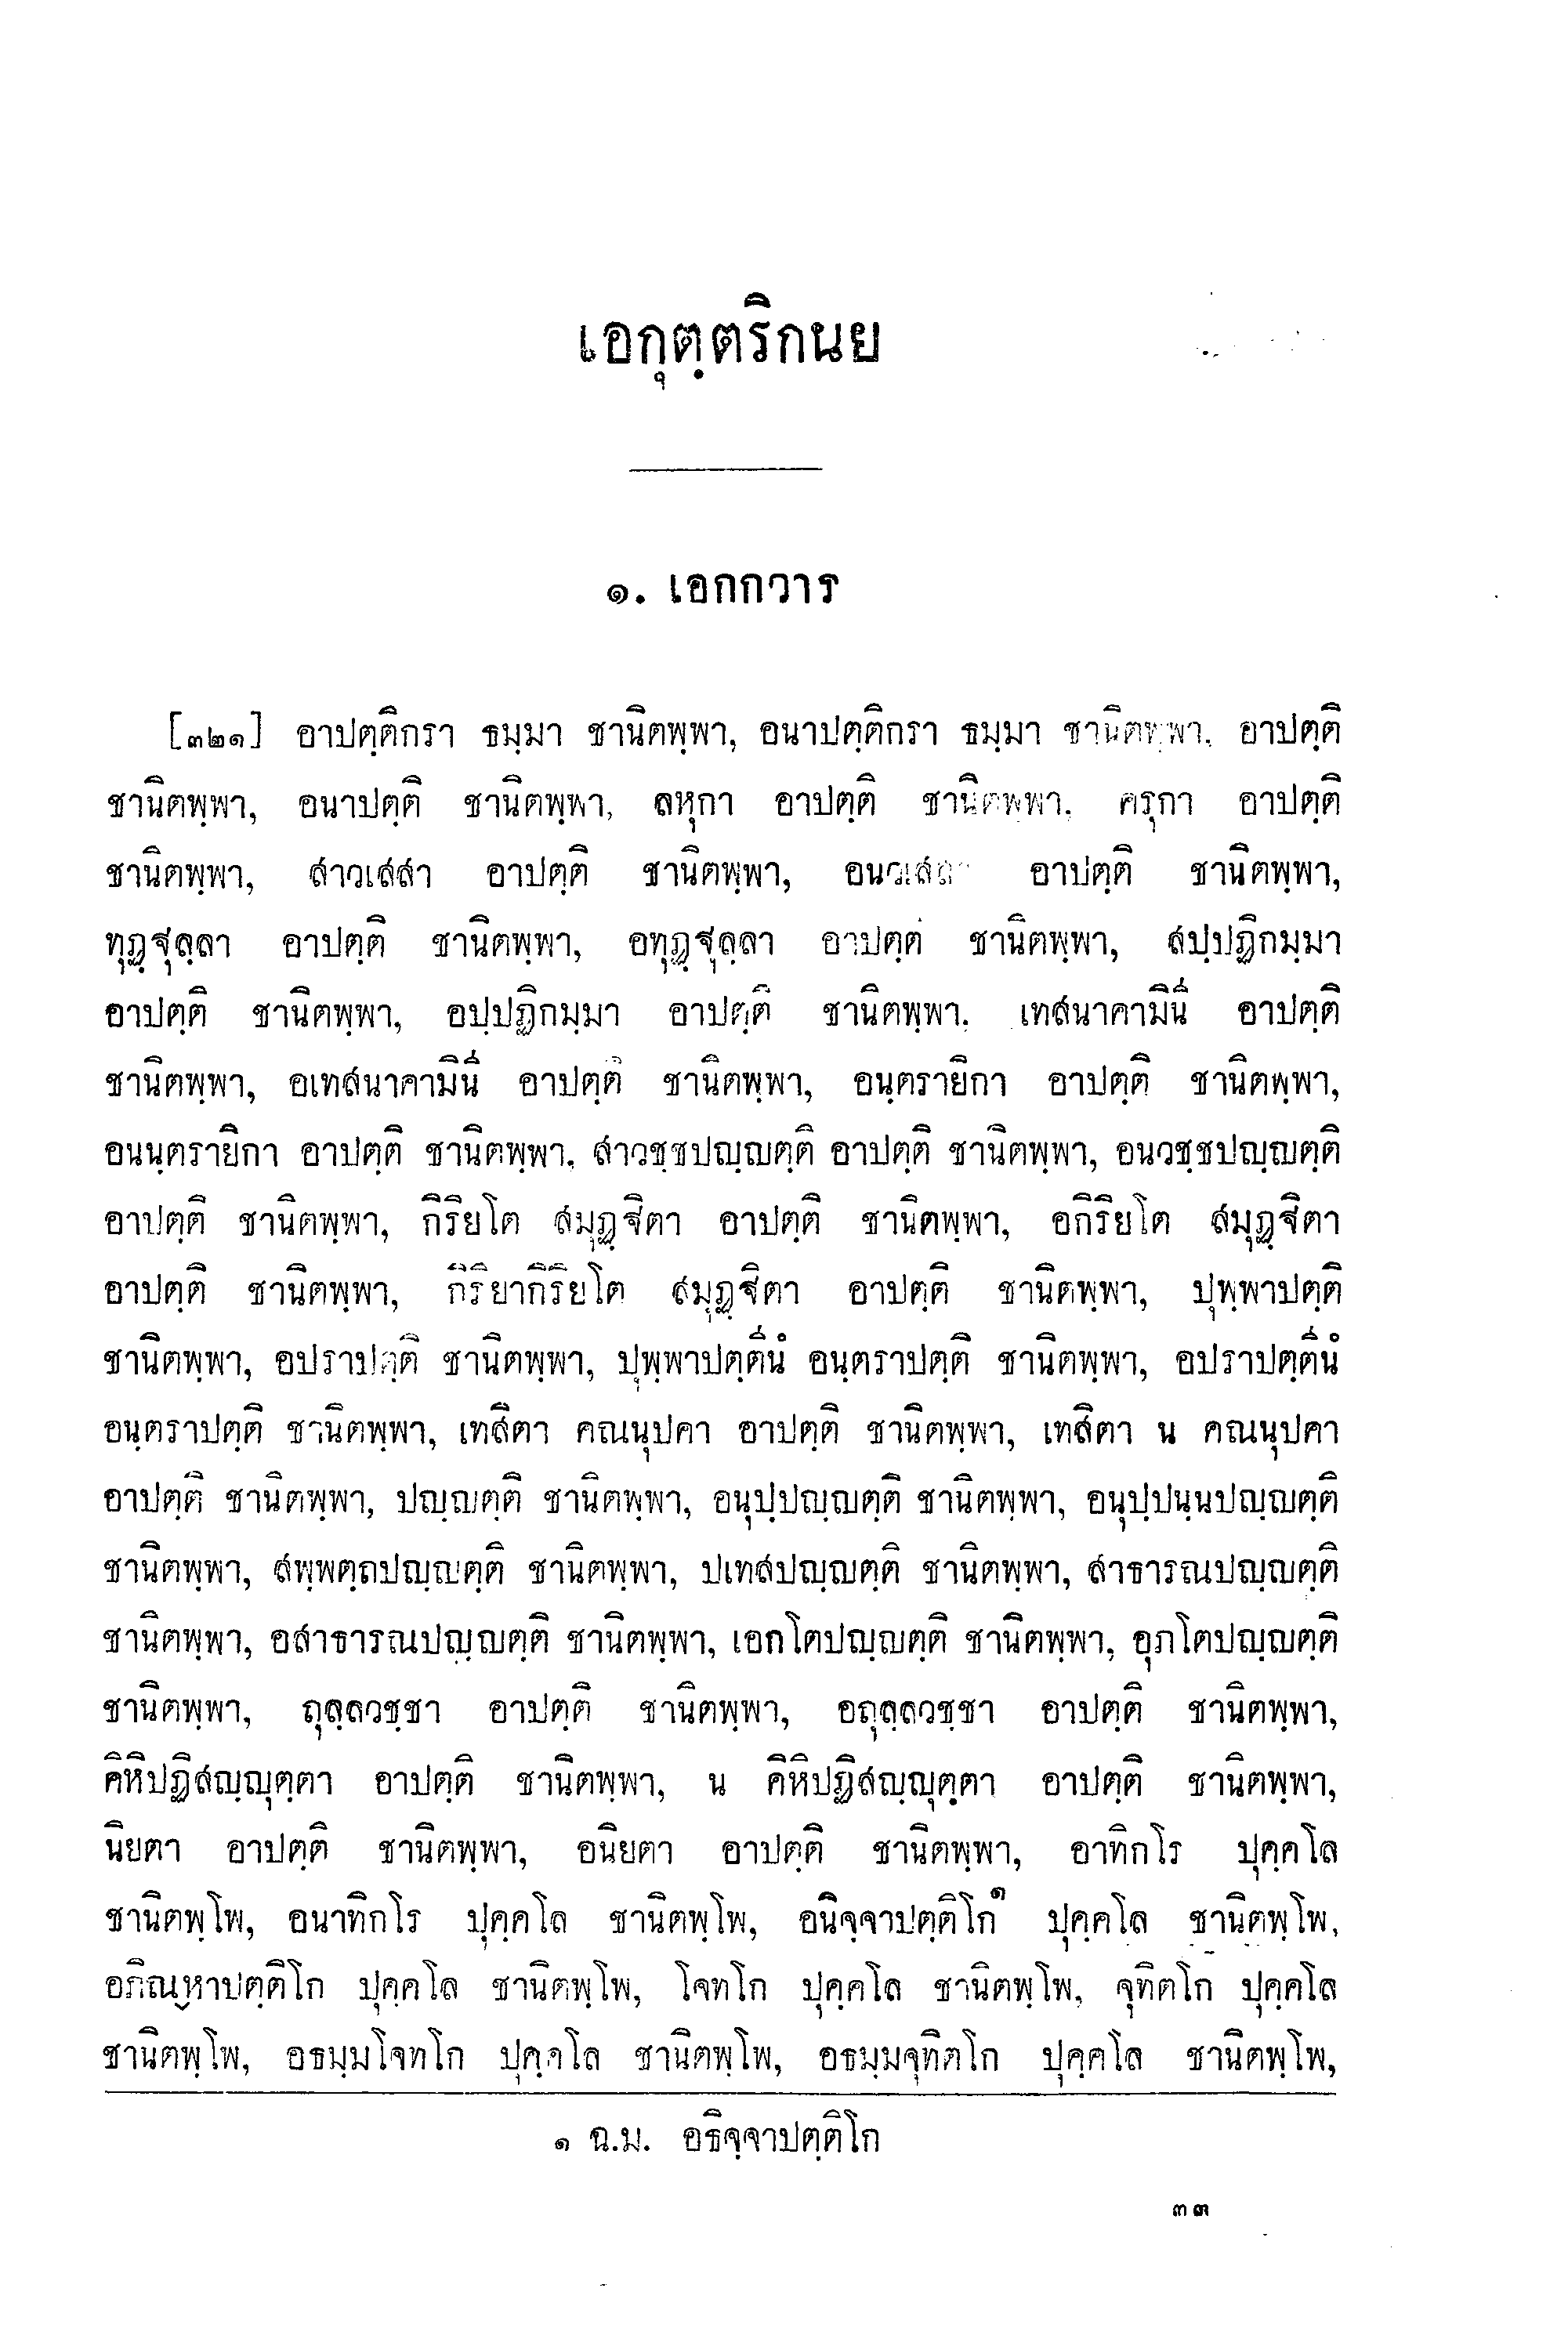 เอกุตฺตริกนย
๑. เอกกวาร
[๓๒๑] อาปตฺติกรา ธมฺมา ชานิตพฺพา, อนาปตฺติกรา ธมฺมา ชานิตพฺพา, อาปตฺติ
ชานิตพฺพา, อนาปตฺติ ชานิตพฺพา, ลหุกา อาปตฺติ ชานิตพฺพา, ครุกา อาปตฺติ
ชานิตพฺพา, สาวเสสา อาปตฺติ ชานิตพฺพา, อนวเสสา อาปตฺติ ชานิตพฺพา,
ทุฏฺฐุลฺลา อาปตฺติ ชานิตพฺพา, อทุฏฺฐุลฺลา อาปตฺติ ชานิตพฺพา, สปฺปฏิกมฺมา
อาปตฺติ ชานิตพฺพา, อปฺปฏิกมฺมา อาปตฺติ ชานิตพฺพา, เทสนาคามินี อาปตฺติ
ชานิตพฺพา, อเทสนาคามินี อาปตฺติ ชานิตพฺพา, อนฺตรายิกา อาปตฺติ ชานิตพฺพา,
อนนฺตรายิกา อาปตฺติ ชานิตพฺพา, สาวชฺชปญฺญตฺติ อาปตฺติ ชานิตพฺพา, อนวชฺชปญฺญตฺติ
อาปตฺติ ชานิตพฺพา, กิริยโต สมุฏฺฐิตา อาปตฺติ ชานิตพฺพา, อกิริยโต สมุฏฺฐิตา
อาปตฺติ ชานิตพฺพา, กิริยากิริยโต สมุฏฺฐิตา อาปตฺติ ชานิตพฺพา, ปุพฺพาปตฺติ
ชานิตพฺพา, อปราปตฺติ ชานิตพฺพา, ปุพฺพาปตฺตีนํ อนฺตราปตฺติ ชานิตพฺพา, อปราปตฺตีนํ
อนฺตราปตฺติ ชานิตพฺพา, เทสิตา คณนุปคา อาปตฺติ ชานิตพฺพา, เทสิตา น คณนุปคา
อาปตฺติ ชานิตพฺพา, ปญฺญตฺติ ชานิตพฺพา, อนุปฺปญฺญตฺติ ชานิตพฺพา, อนุปฺปนฺนปญฺญตฺติ
ชานิตพฺพา, สพฺพตฺถปญฺญตฺติ ชานิตพฺพา, ปเทสปญฺญตฺติ ชานิตพฺพา, สาธารณปญฺญตฺติ
ชานิตพฺพา, อสาธารณปญฺญตฺติ ชานิตพฺพา, เอกโตปญฺญตฺติ ชานิตพฺพา, อุภโตปญฺญตฺติ
ชานิตพฺพา, ถุลฺลวชฺชา อาปตฺติ ชานิตพฺพา, อถุลฺลวชฺชา อาปตฺติ ชานิตพฺพา,
คิหิปฏิสญฺญุตฺตา อาปตฺติ ชานิตพฺพา, น คิหิปฏิสญฺญุตฺตา อาปตฺติ ชานิตพฺพา,
นิยตา อาปตฺติ ชานิตพฺพา, อนิยตา อาปตฺติ ชานิตพฺพา, อาทิกโร ปุคฺคโล
ชานิตพฺโพ, อนาทิกโร ปุคฺคโล ชานิตพฺโพ, อนิจฺจาปตฺติโก๑ ปุคฺคโล ชานิตพฺโพ,
อภิณฺหาปตฺติโก ปุคฺคโล ชานิตพฺโพ, โจทโก ปุคฺคโล ชานิตพฺโพ, จุทิตโก ปุคฺคโล
ชานิตพฺโพ, อธมฺมโจทโก ปุคฺคโล ชานิตพฺโพ, อธมฺมจุทิตโก ปุคฺคโล ชานิตพฺโพ,
๑ ฉ.ม. อธิจฺจาปตฺติโก
๓๓